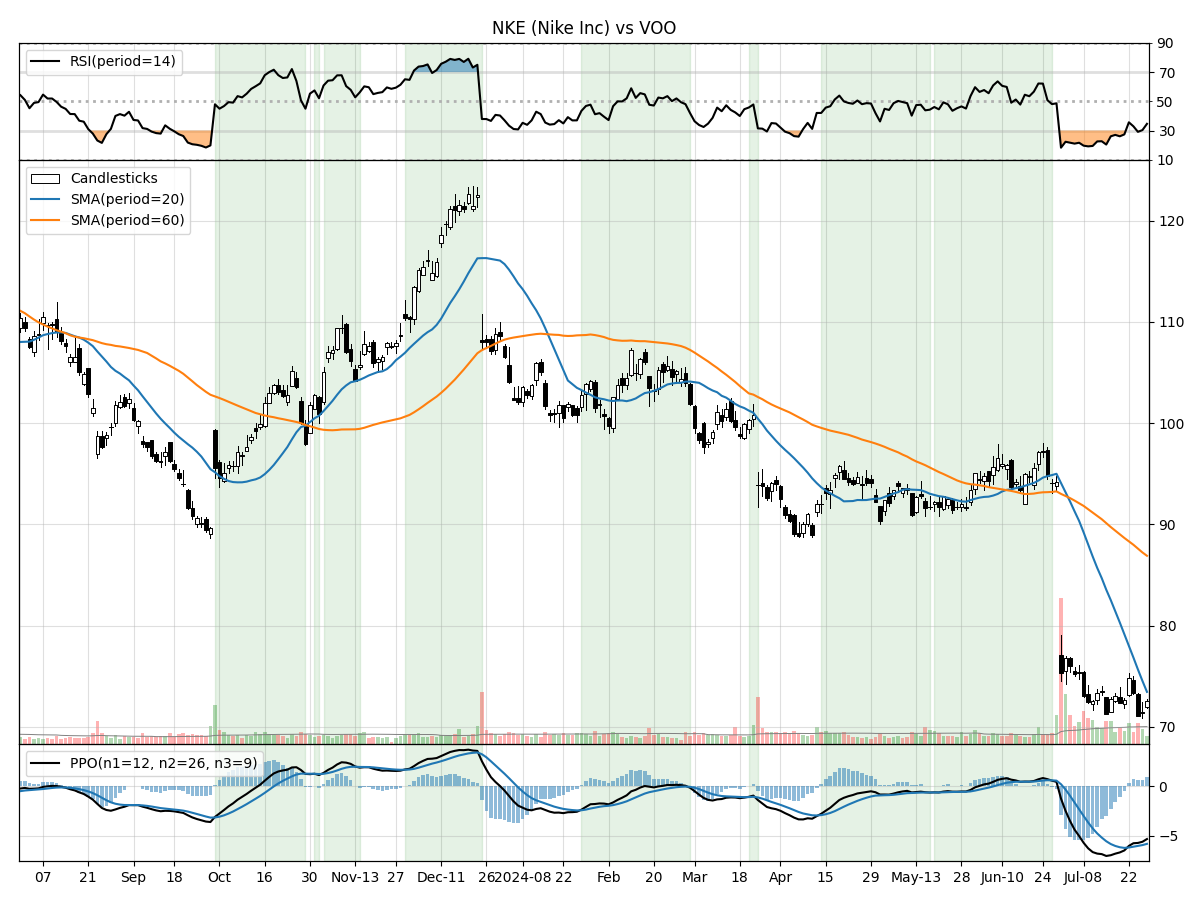 NKE (Nike Inc) vs VOO
RSI(period=14)
90
70
50
30
10
Candlesticks
SMA(period=20)
SMA(period=60)
120
110
100
90
80
70
PPO(n1=12, n2=26, n3=9)
0
−5
07 21 Sep 18 Oct 16 30 Nov-13 27 Dec-11 26 2024-08 22 Feb 20 Mar 18 Apr 15 29 May-13 28 Jun-10 24 Jul-08 22